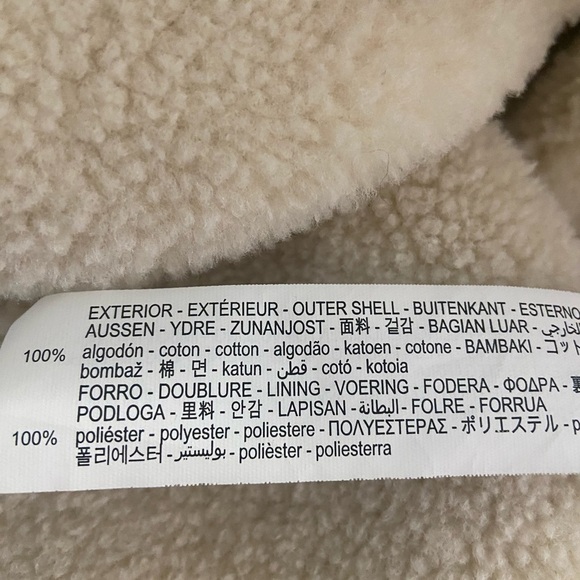 EXTERIOR - EXTÉRIEUR - OUTER SHELL - BUITENKANT - ESTERNO
AUSSEN - YDRE - ZUNANJOST - 面料 - 길감 - BAGIAN LUAR - الخارجي
100% algodón - coton - cotton - algodão - katoen - cotone - BAMBAKI - コット
bombaž - 棉 - 면 - katun - قطن - cotó - kotoia
FORRO - DOUBLURE - LINING - VOERING - FODERA - ΦΟΔΡΑ - 裏
PODLOGA - 里料 - 안감 - LAPISAN - البطانة - FOLRE - FORRUA
100% poliéster - polyester - poliestere - ΠΟΛΥΕΣΤΕΡΑΣ - ポリエステル - p
폴리에스터 - بوليستير - polièster - poliesterra